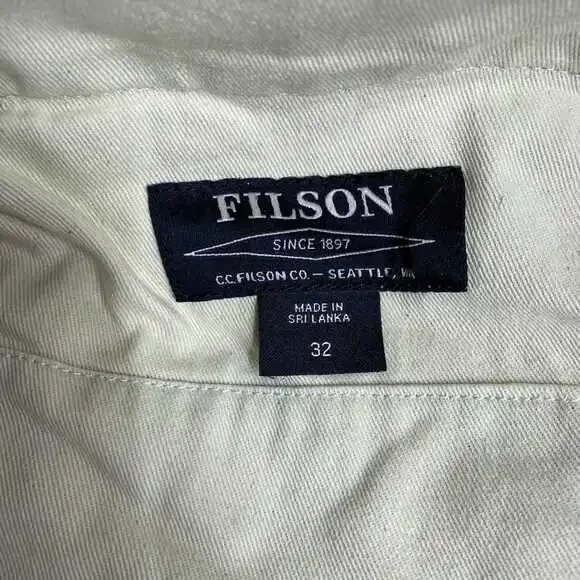 FILSON
SINCE 1897
C.C. FILSON CO. — SEATTLE,
MADE IN
SRI LANKA
32